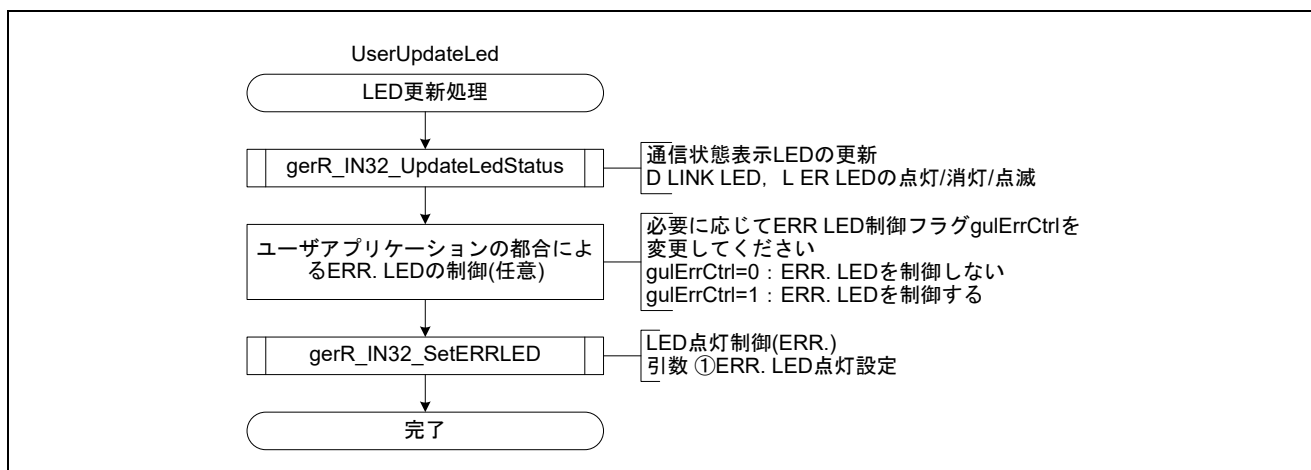 UserUpdateLed
LED更新処理
gerR_IN32_UpdateLedStatus
通信状態表示LEDの更新
D LINK LED, L ER LEDの点灯/消灯/点滅
ユーザアプリケーションの都合によ
るERR. LEDの制御(任意)
必要に応じてERR LED制御フラグgulErrCtrlを
変更してください
gulErrCtrl=0:ERR. LEDを制御しない
gulErrCtrl=1:ERR. LEDを制御する
gerR_IN32_SetERRLED
LED点灯制御(ERR.)
引数 ①ERR. LED点灯設定
完了